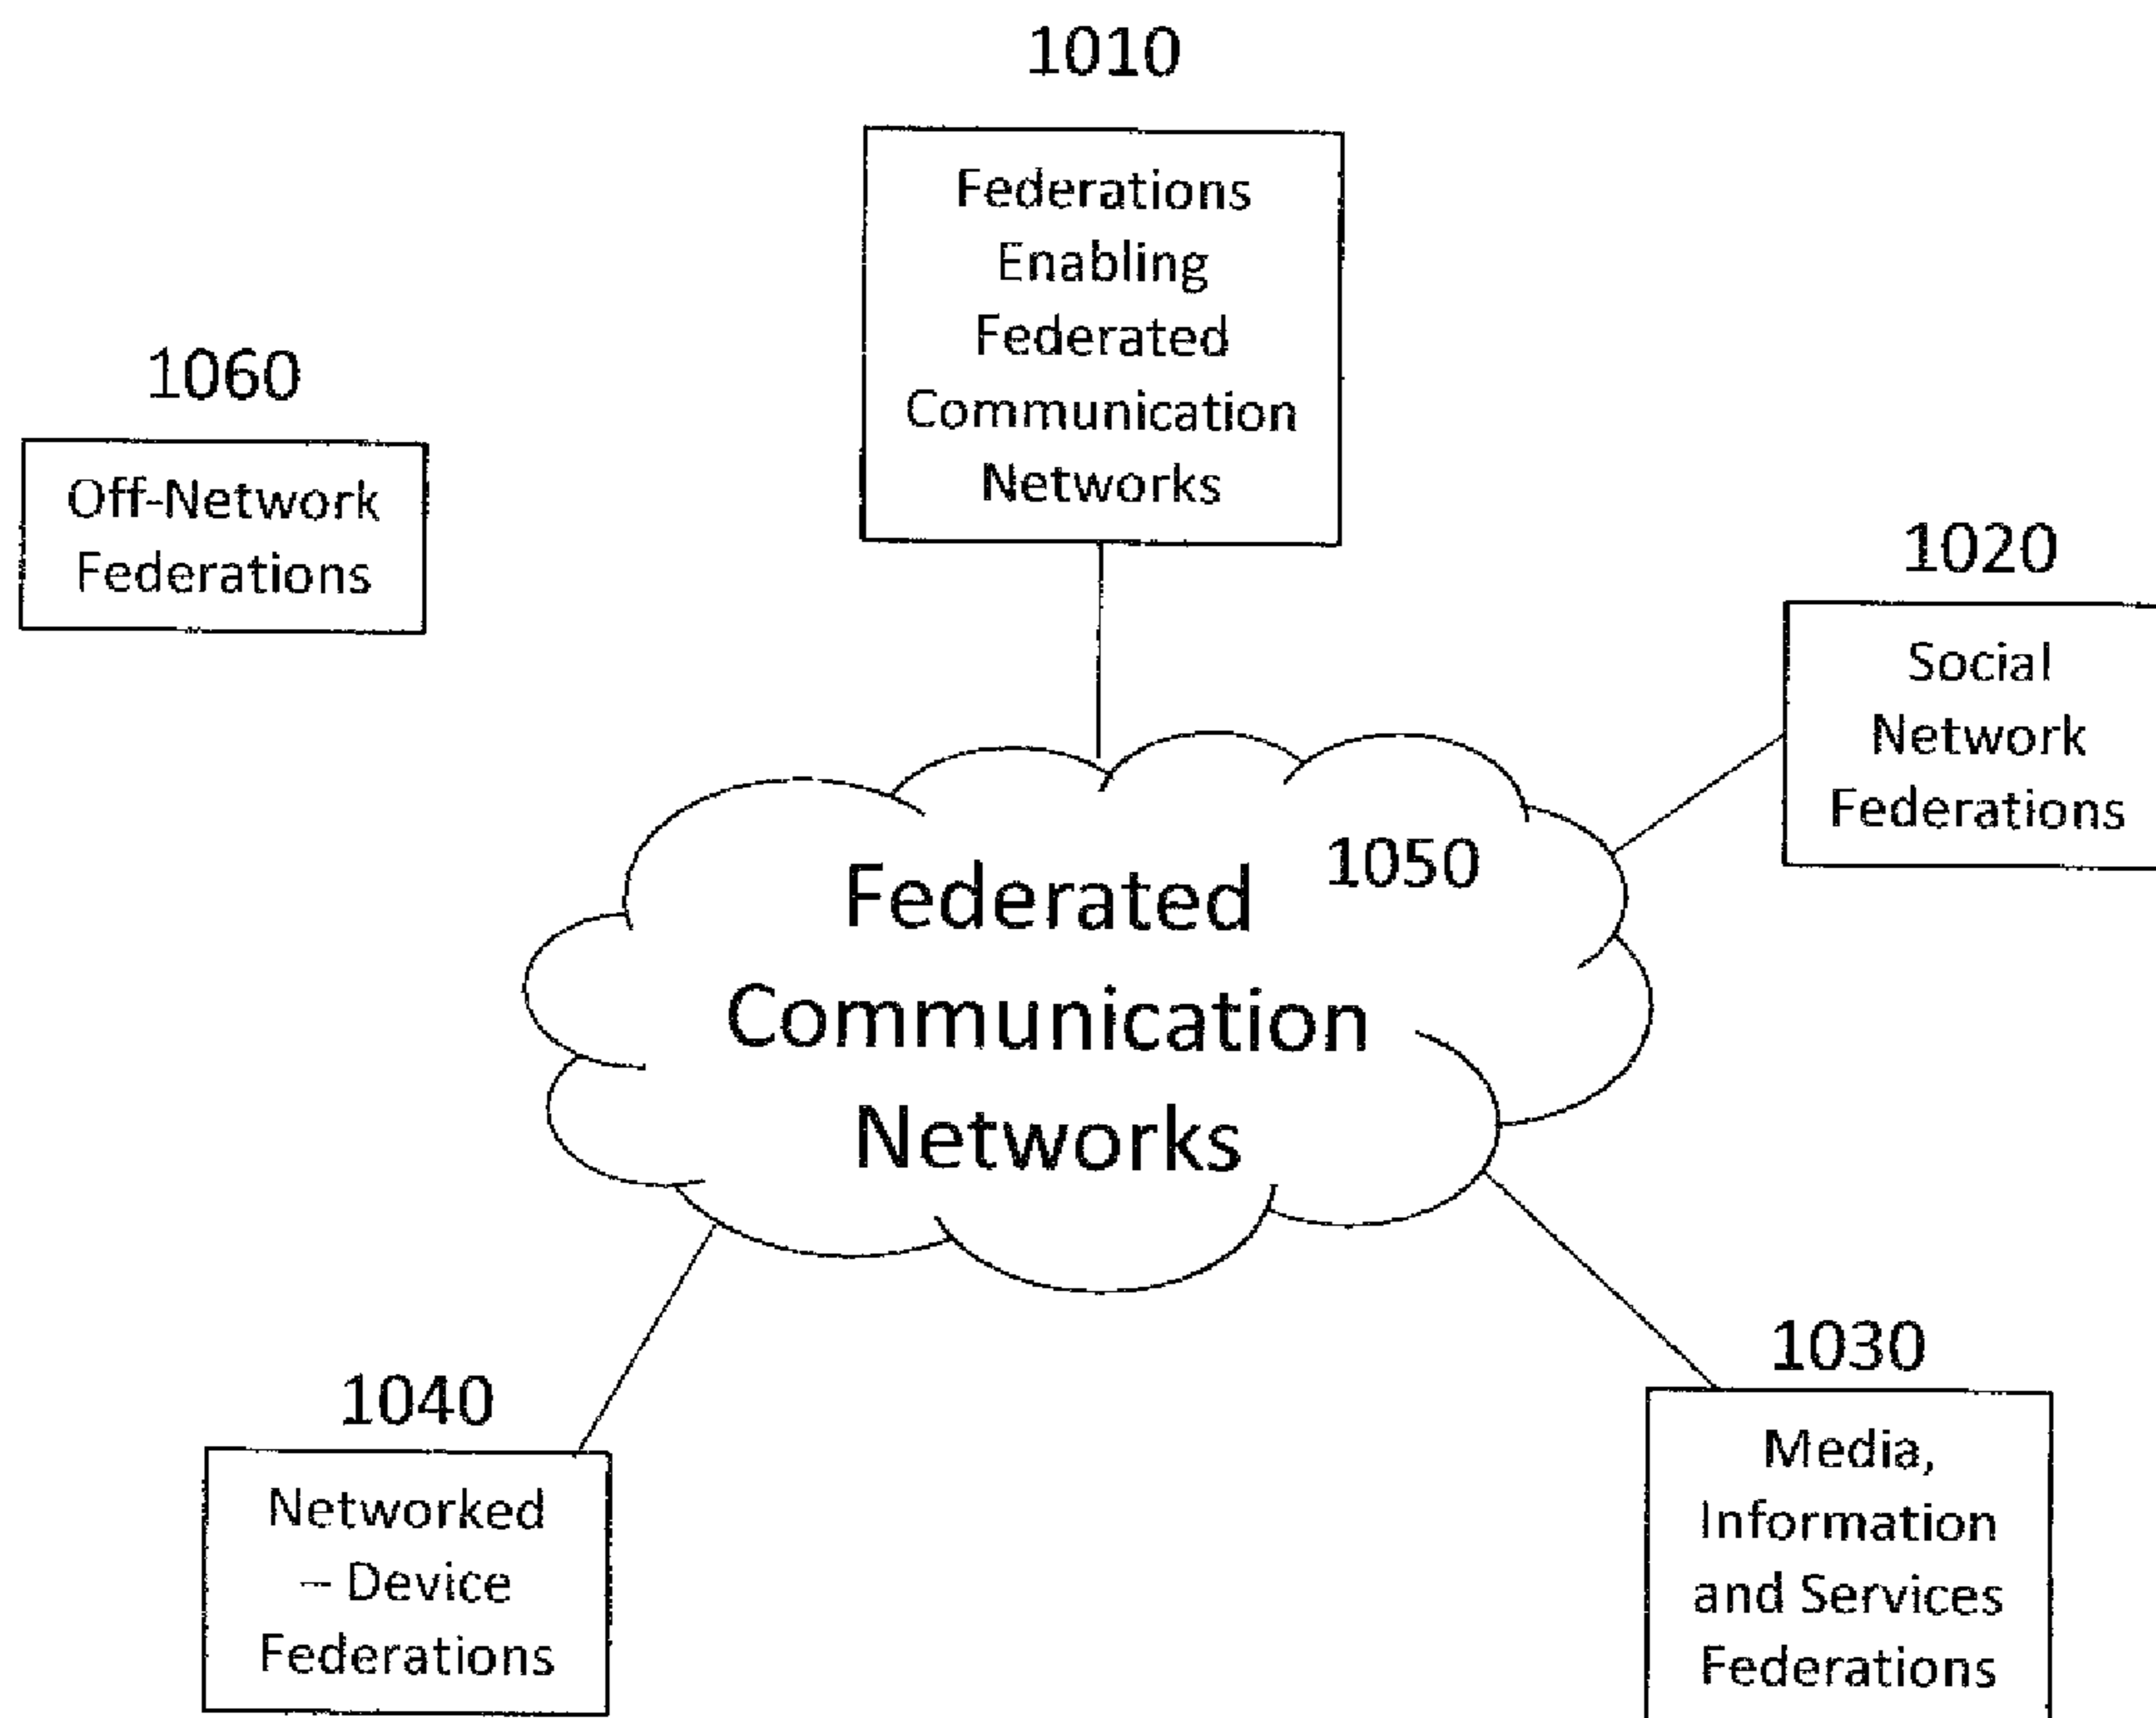 1010
Federations
Enabling
Federated
Communication
Networks
1060
Off-Network
Federations
1020
Social
Network
Federations
1050
Federated
Communication
Networks
1040
Networked
– Device
Federations
1030
Media,
Information
and Services
Federations